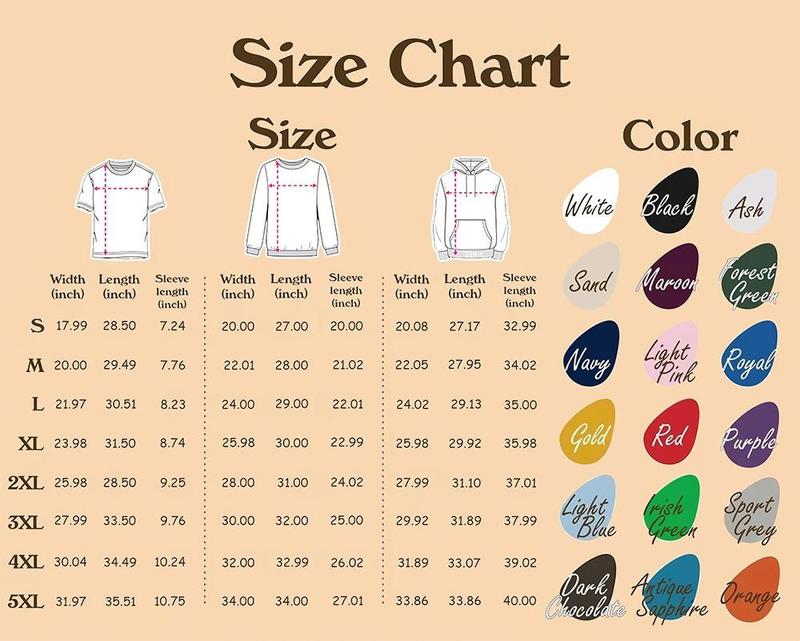 Size Chart
Size
Color
Width (inch) Length (inch) Sleeve length (inch) Width (inch) Length (inch) Sleeve length (inch) Width (inch) Length (inch) Sleeve length (inch)
S 17.99 28.50 7.24 20.00 27.00 20.00 20.08 27.17 32.99
M 20.00 29.49 7.76 22.01 28.00 21.02 22.05 27.95 34.02
L 21.97 30.51 8.23 24.00 29.00 22.01 24.02 29.13 35.00
XL 23.98 31.50 8.74 25.98 30.00 22.99 25.98 29.92 35.98
2XL 25.98 28.50 9.25 28.00 31.00 24.02 27.99 31.10 37.01
3XL 27.99 33.50 9.76 30.00 32.00 25.00 29.92 31.89 37.99
4XL 30.04 34.49 10.24 32.00 32.99 26.02 31.89 33.07 39.02
5XL 31.97 35.51 10.75 34.00 34.00 27.01 33.86 33.86 40.00
White
Black
Ash
Sand
Maroon
Forest
Green
Navy
Light
Pink
Royal
Gold
Red
Purple
Light
Blue
Irish
Green
Sport
Grey
Dark
Chocolate
Antique
Sapphire
Orange